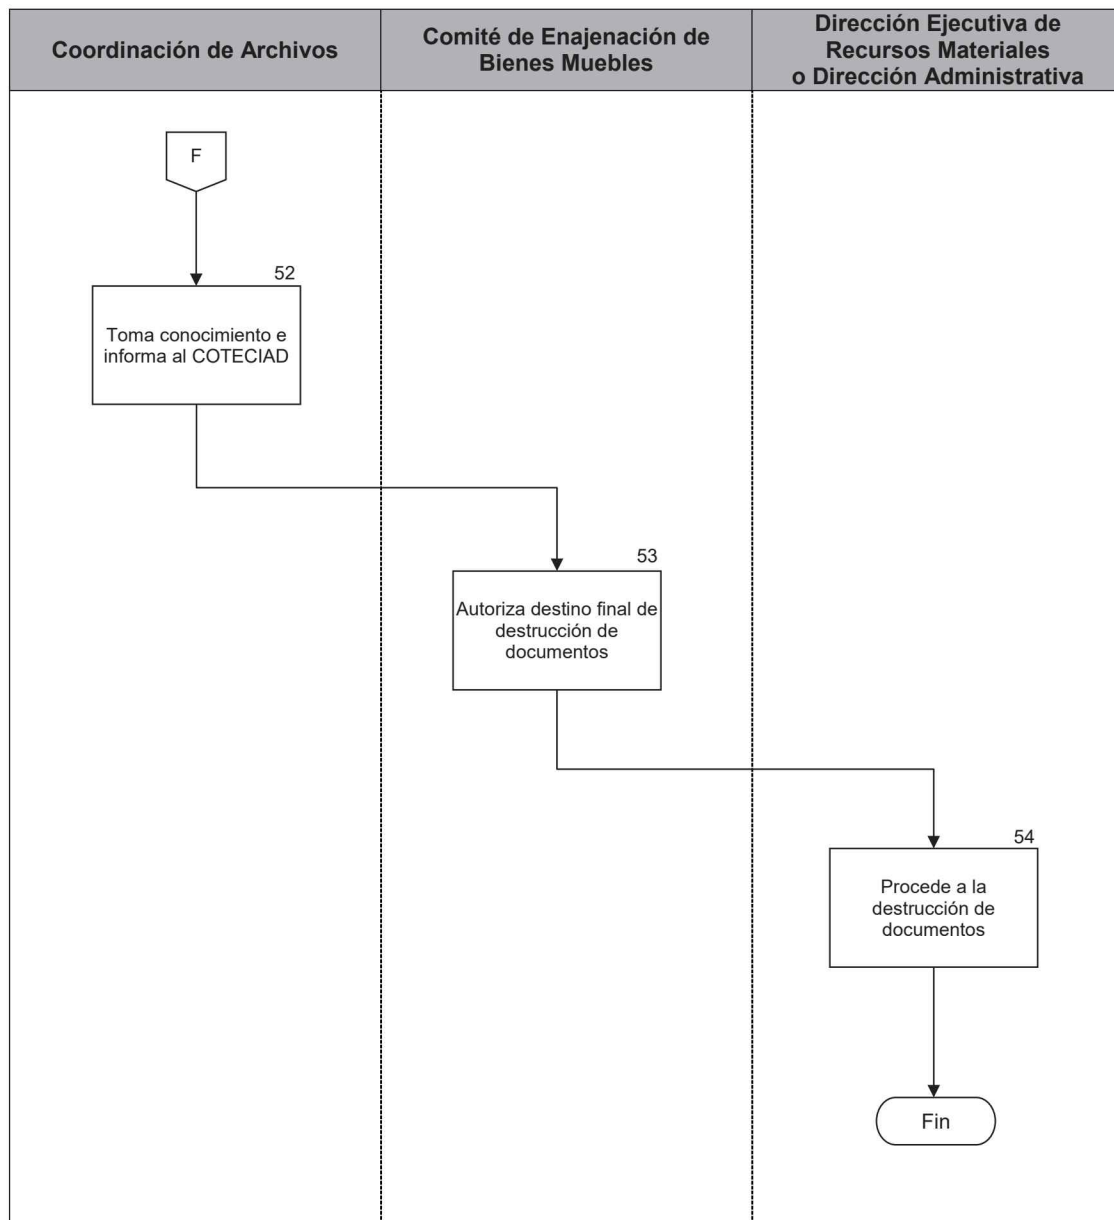 Coordinación de Archivos
Comité de Enajenación de
Bienes Muebles
Dirección Ejecutiva de
Recursos Materiales
o Dirección Administrativa
F
52
Toma conocimiento e
informa al COTECIAD
53
Autoriza destino final de
destrucción de
documentos
54
Procede a la
destrucción de
documentos
Fin